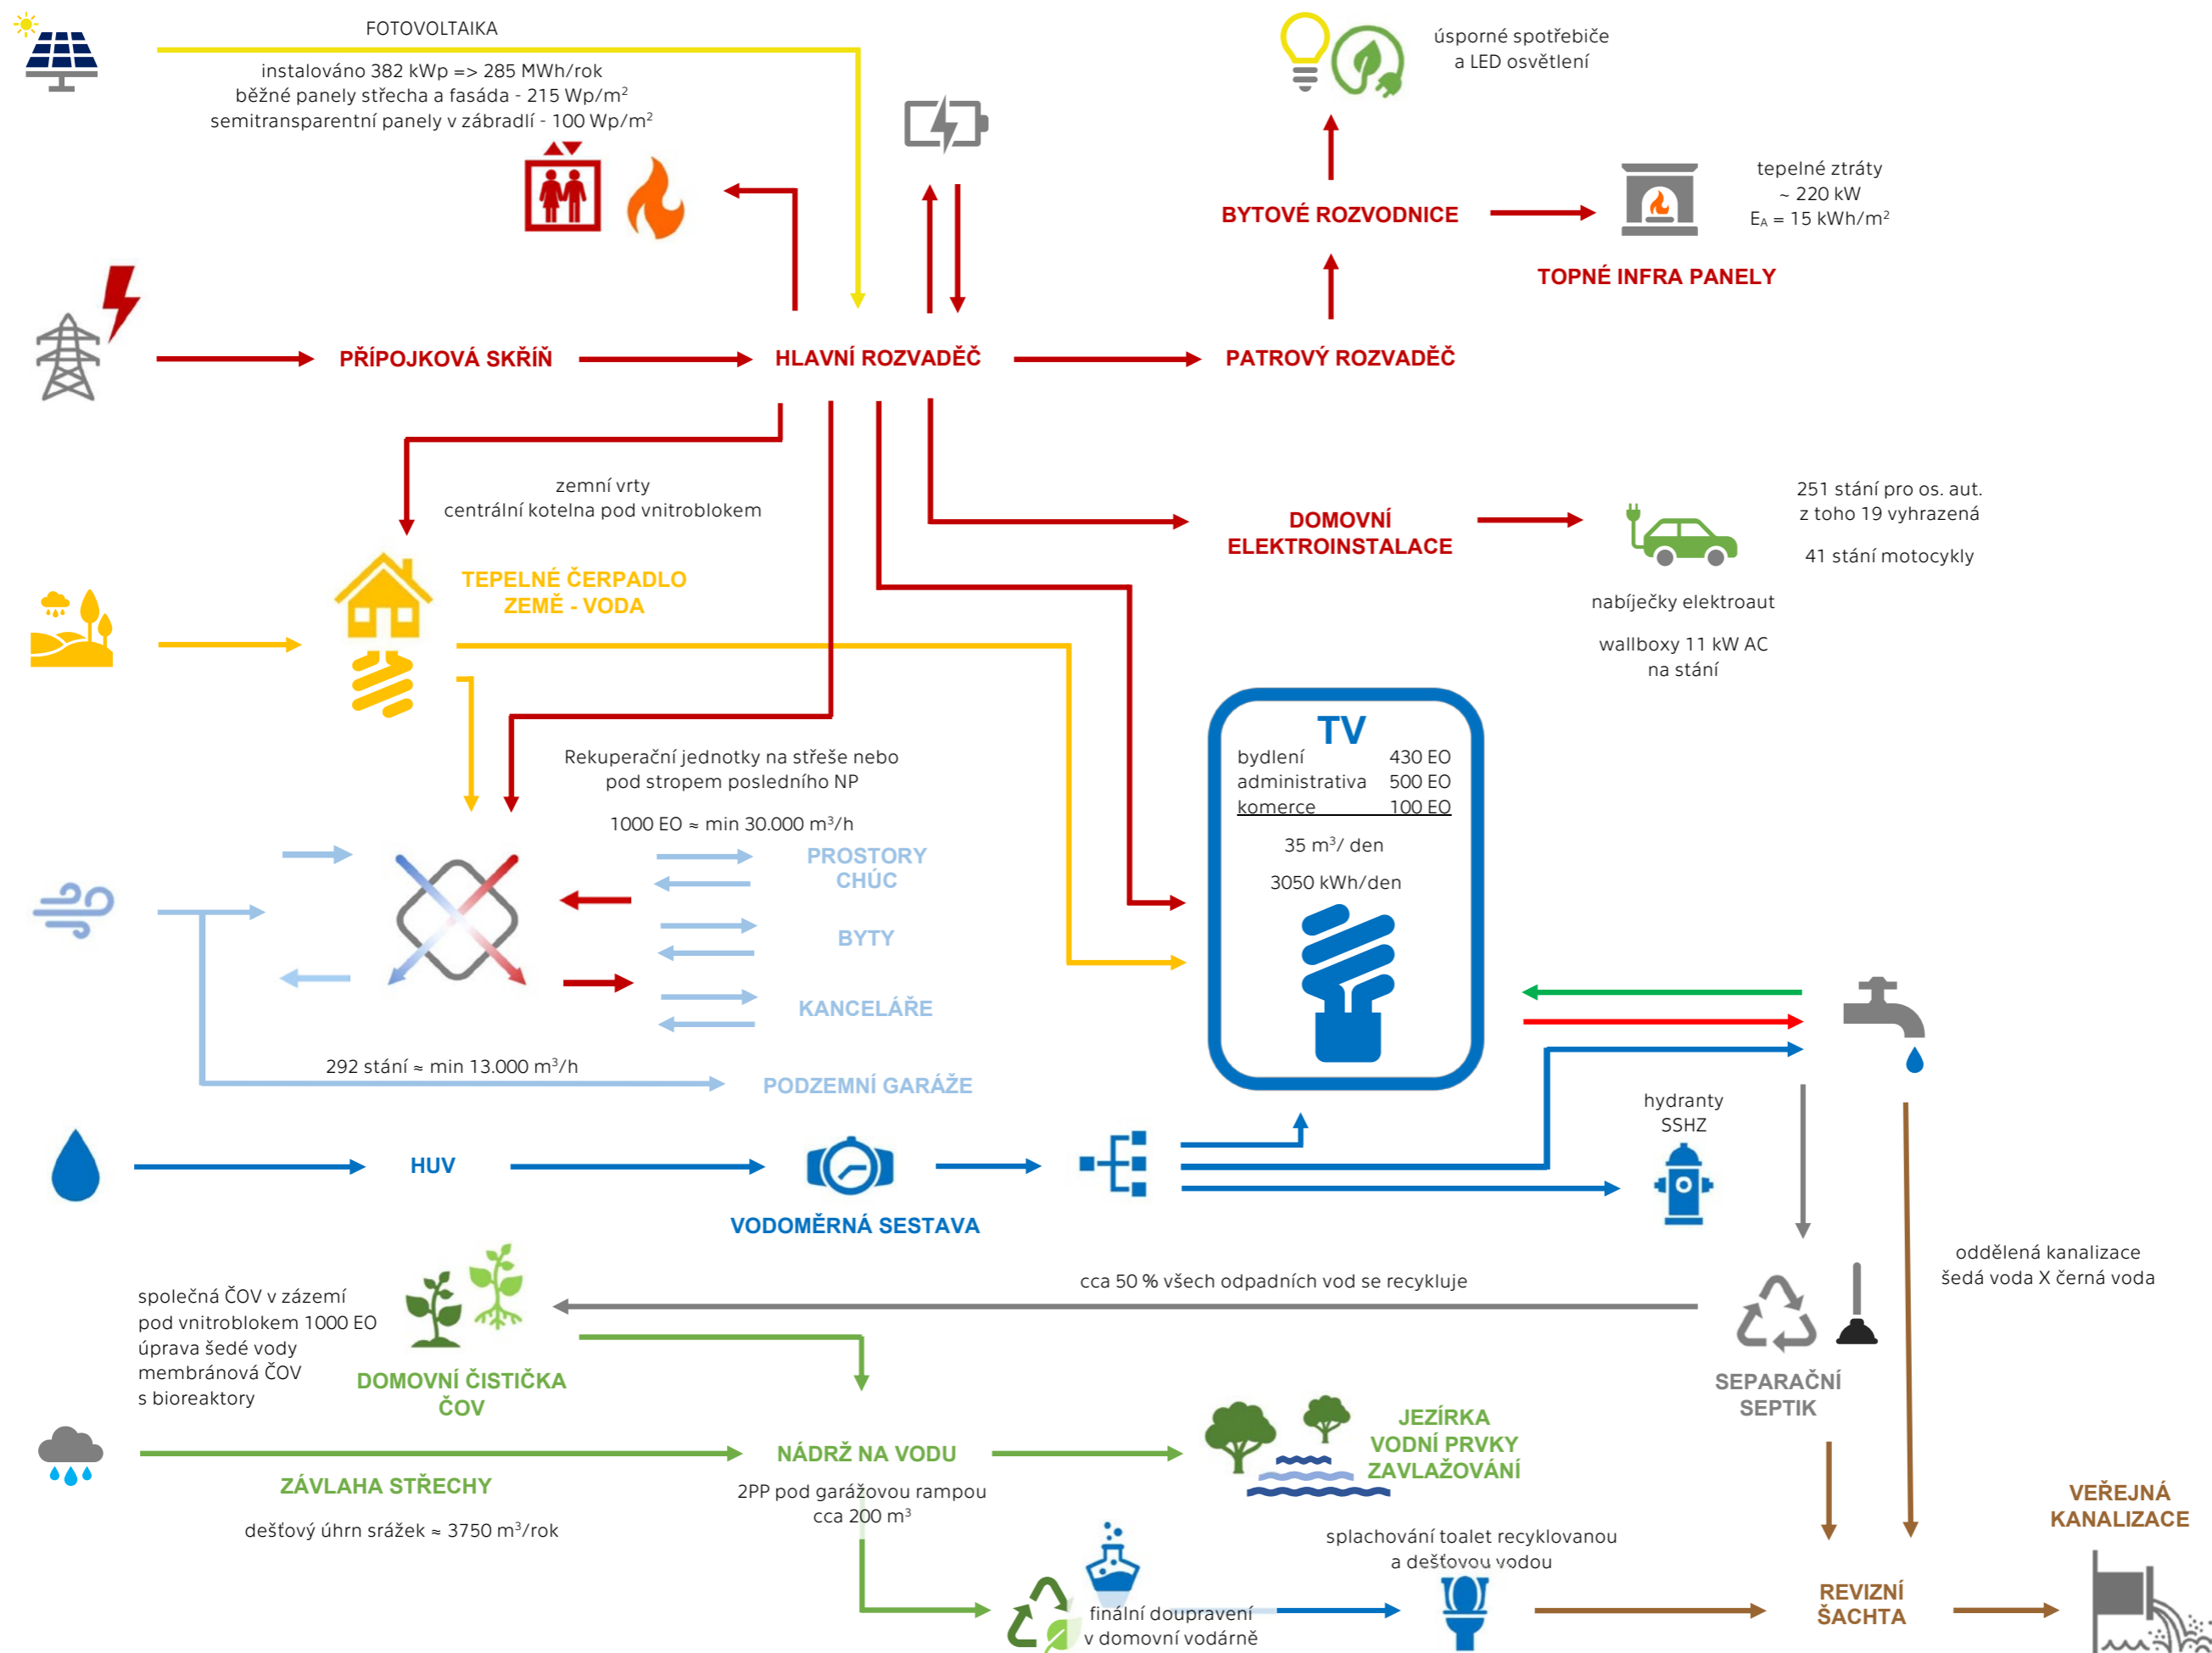 FOTOVOLTAIKA
instalováno 382 kWp => 285 MWh/rok
běžné panely střecha a fasáda - 215 Wp/m²
semitransparentní panely v zábradlí - 100 Wp/m²
úsporné spotřebiče
a LED osvětlení
BYTOVÉ ROZVODNICE
tepelné ztráty
~ 220 kW
E_A = 15 kWh/m²
TOPNÉ INFRA PANELY
PŘÍPOJKOVÁ SKŘÍŇ
HLAVNÍ ROZVADĚČ
PATROVÝ ROZVADĚČ
zemní vrty
centrální kotelna pod vnitroblokem
DOMOVNÍ
ELEKTROINSTALACE
251 stání pro os. aut.
z toho 19 vyhrazená
41 stání motocykly
nabíječky elektroaut
wallboxy 11 kW AC
na stání
TEPELNÉ ČERPADLO
ZEMĚ - VODA
Rekuperační jednotky na střeše nebo
pod stropem posledního NP
1000 EO ≈ min 30.000 m³/h
TV
bydlení 430 EO
administrativa 500 EO
komerce 100 EO
35 m³/ den
3050 kWh/den
PROSTORY
CHÚC
BYTY
KANCELÁŘE
292 stání ≈ min 13.000 m³/h
PODZEMNÍ GARÁŽE
HUV
VODOMĚRNÁ SESTAVA
hydranty
SSHZ
oddělená kanalizace
šedá voda X černá voda
cca 50 % všech odpadních vod se recykluje
společná ČOV v zázemí
pod vnitroblokem 1000 EO
úprava šedé vody
membránová ČOV
s bioreaktory
DOMOVNÍ ČISTIČKA
ČOV
SEPARAČNÍ
SEPTIK
ZÁVLAHA STŘECHY
dešťový úhrn srážek ≈ 3750 m³/rok
NÁDRŽ NA VODU
2PP pod garážovou rampou
cca 200 m³
JEZÍRKA
VODNÍ PRVKY
ZAVLAŽOVÁNÍ
finální doupravení
v domovní vodárně
splachování toalet recyklovanou
a dešťovou vodou
REVIZNÍ
ŠACHTA
VEŘEJNÁ
KANALIZACE